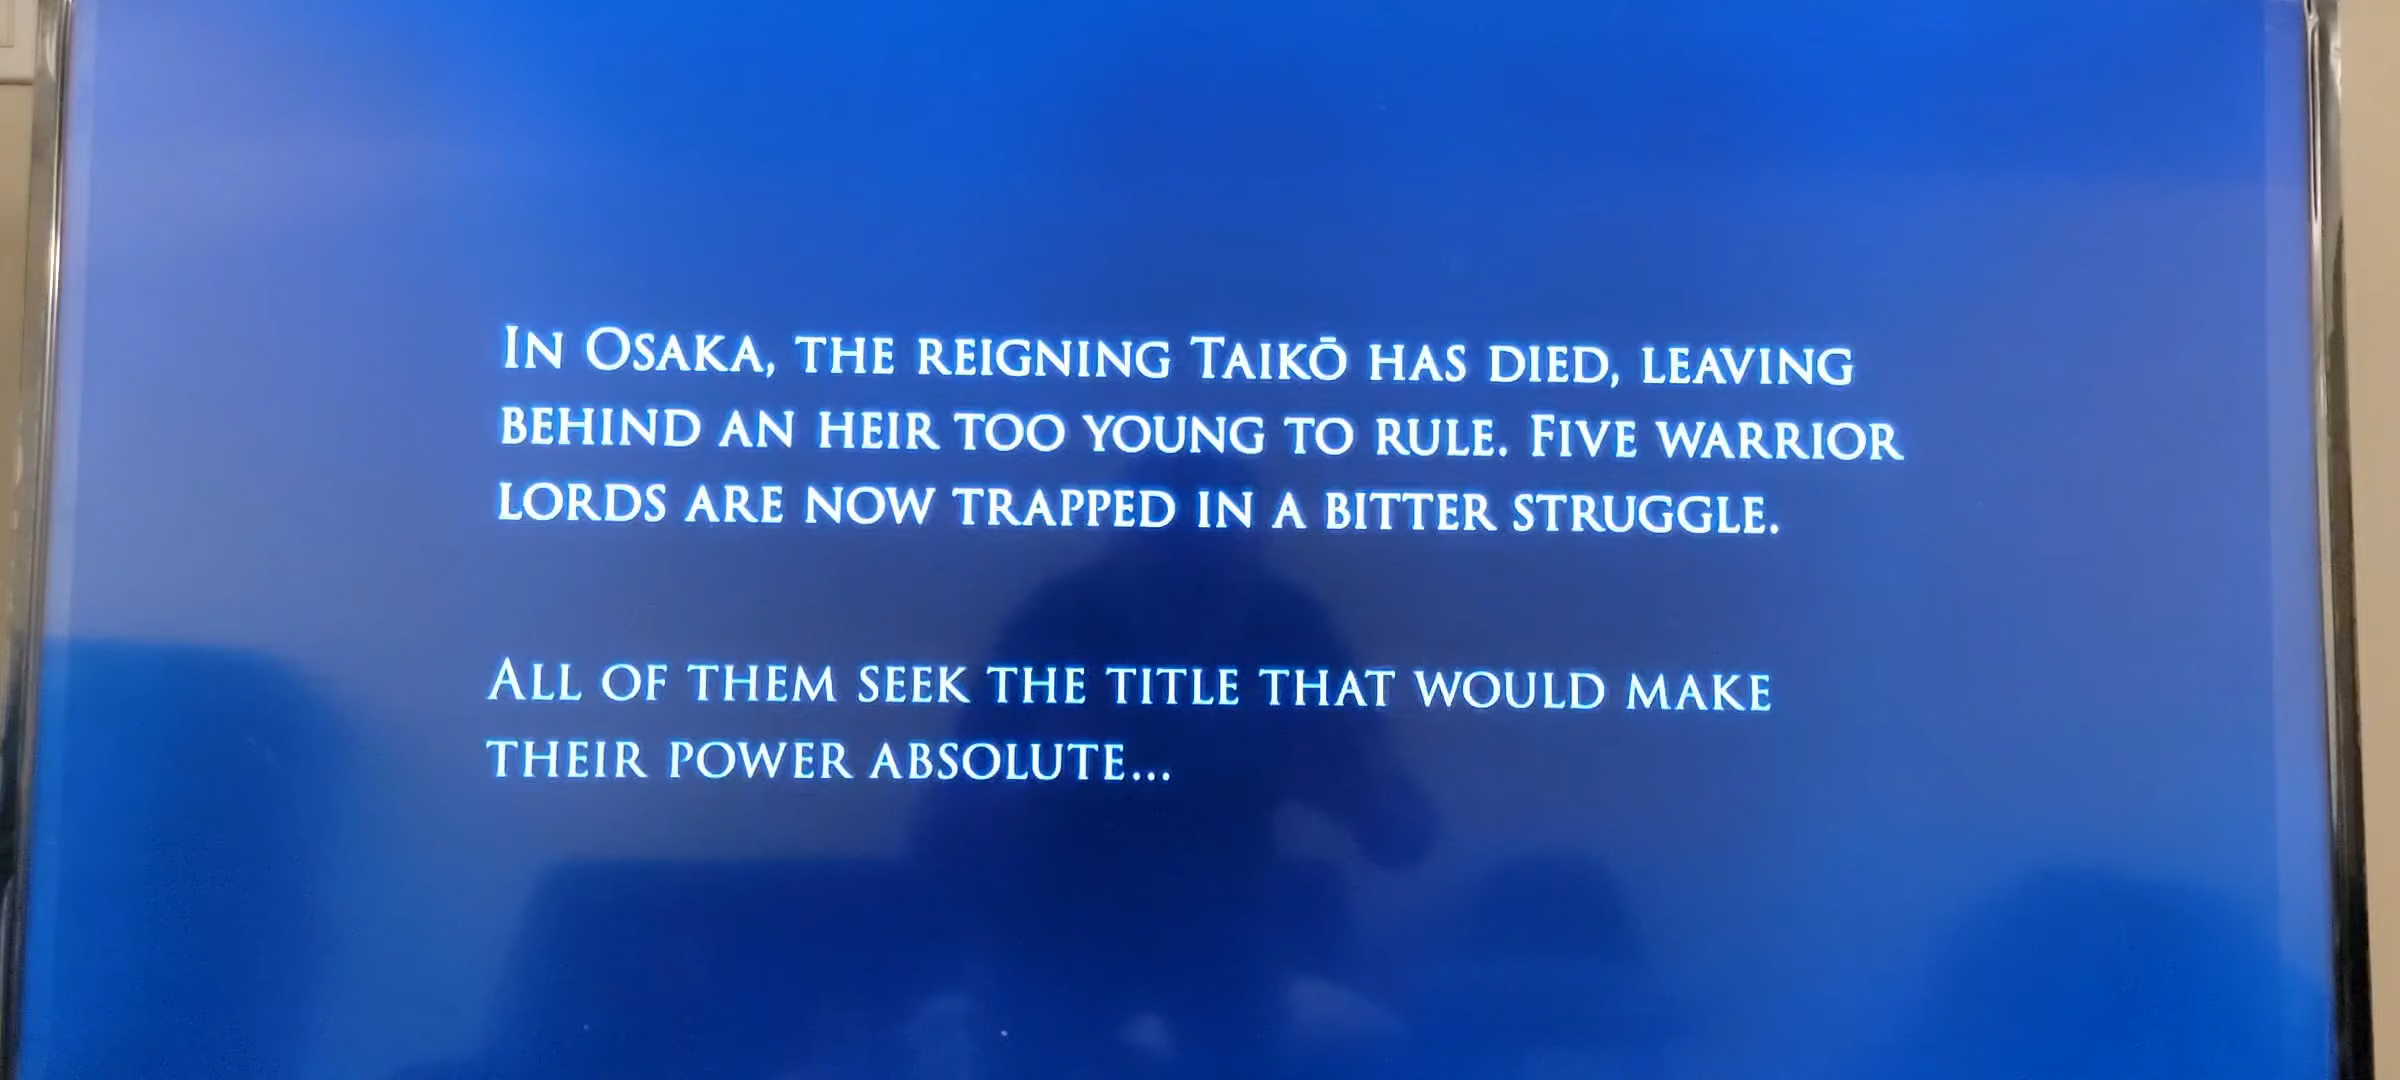 In Osaka, the reigning Taikō has died, leaving
behind an heir too young to rule. Five warrior
lords are now trapped in a bitter struggle.
All of them seek the title that would make
their power absolute...